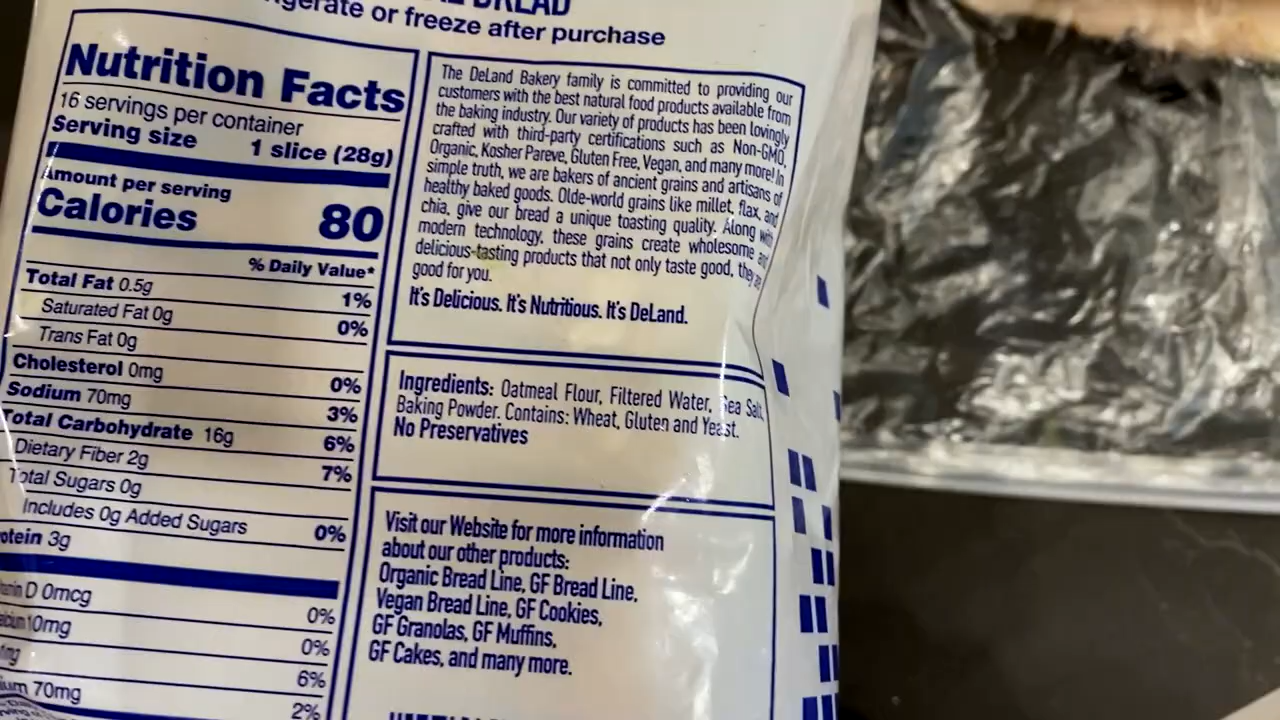 BREAD
or freeze after purchase
Nutrition Facts
16 servings per container
Serving size 1 slice (28g)
Amount per serving
Calories 80
% Daily Value*
Total Fat 0.5g 1%
Saturated Fat 0g 0%
Trans Fat 0g
Cholesterol 0mg 0%
Sodium 70mg 3%
Total Carbohydrate 16g 6%
Dietary Fiber 2g 7%
Total Sugars 0g
Includes 0g Added Sugars 0%
otein 3g
D 0mcg 0%
10mg 0%
6%
70mg 2%
The DeLand Bakery family is committed to providing our
customers with the best natural food products available from
the baking industry. Our variety of products has been lovingly
crafted with third-party certifications such as Non-GMO,
Organic, Kosher Pareve, Gluten Free, Vegan, and many more! In
simple truth, we are bakers of ancient grains and artisans of
healthy baked goods. Olde-world grains like millet, flax, and
chia, give our bread a unique toasting quality. Along with
modern technology, these grains create wholesome and
delicious-tasting products that not only taste good, they
good for you.
It's Delicious. It's Nutritious. It's DeLand.
Ingredients: Oatmeal Flour, Filtered Water, Sea Salt,
Baking Powder. Contains: Wheat, Gluten and Yeast.
No Preservatives
Visit our Website for more information
about our other products:
Organic Bread Line, GF Bread Line,
Vegan Bread Line, GF Cookies,
GF Granolas, GF Muffins,
GF Cakes, and many more.